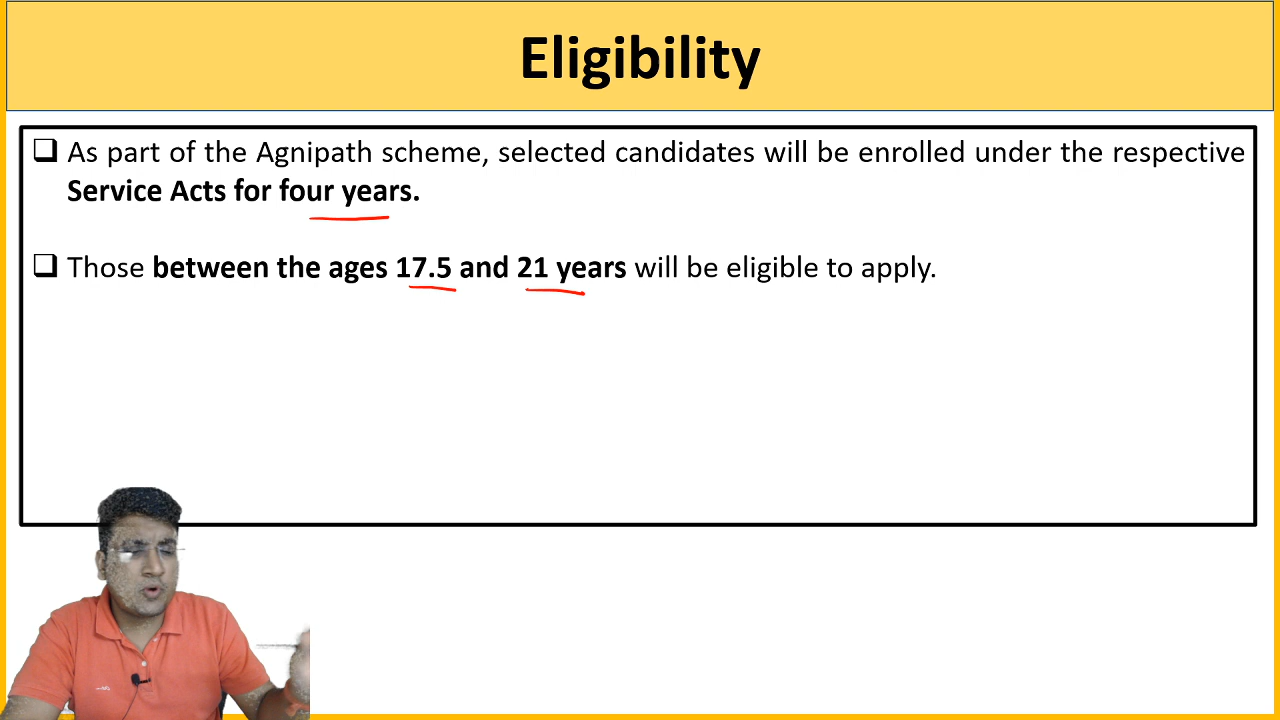 Eligibility
As part of the Agnipath scheme, selected candidates will be enrolled under the respective
Service Acts for four years.
Those between the ages 17.5 and 21 years will be eligible to apply.